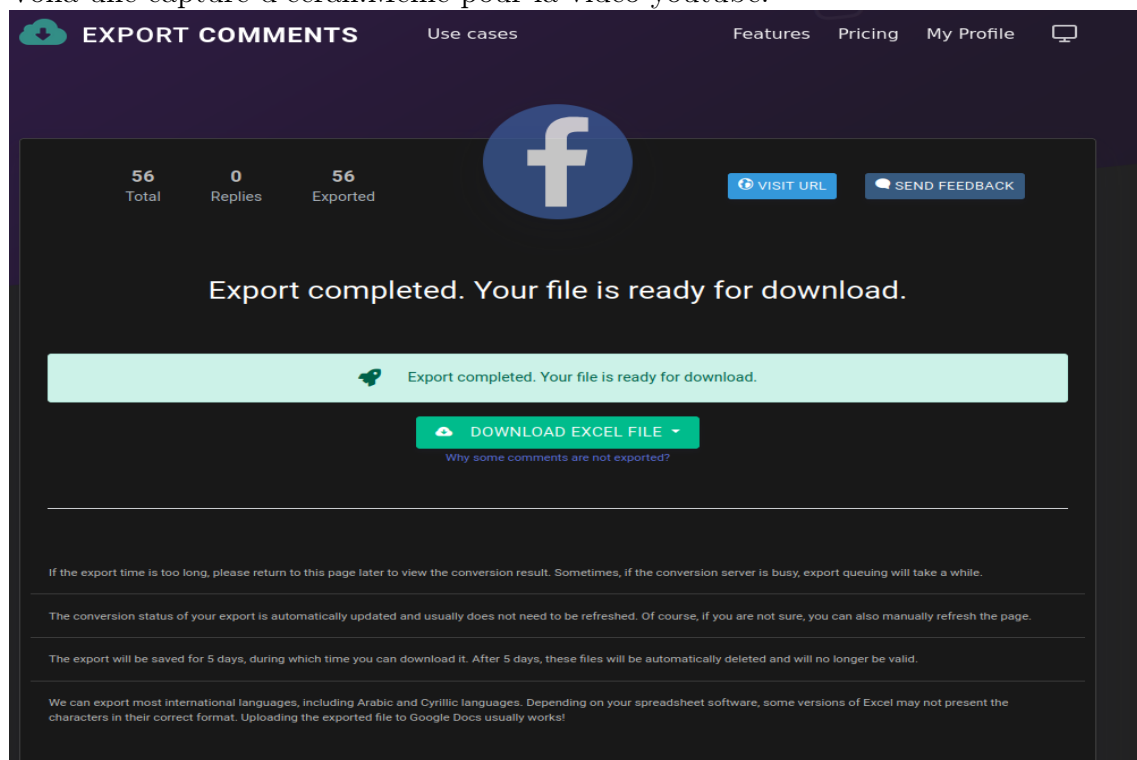 Voila une capture d'ecran.Meme pour la video youtube.
EXPORT COMMENTS
Use cases
Features
Pricing
My Profile
56
0
56
Total
Replies
Exported
VISIT URL
SEND FEEDBACK
Export completed. Your file is ready for download.
Export completed. Your file is ready for download.
DOWNLOAD EXCEL FILE
Why some comments are not exported?
If the export time is too long, please return to this page later to view the conversion result. Sometimes, if the conversion server is busy, export queuing will take a while.
The conversion status of your export is automatically updated and usually does not need to be refreshed. Of course, if you are not sure, you can also manually refresh the page.
The export will be saved for 5 days, during which time you can download it. After 5 days, these files will be automatically deleted and will no longer be valid.
We can export most international languages, including Arabic and Cyrillic languages. Depending on your spreadsheet software, some versions of Excel may not present the
characters in their correct format. Uploading the exported file to Google Docs usually works!